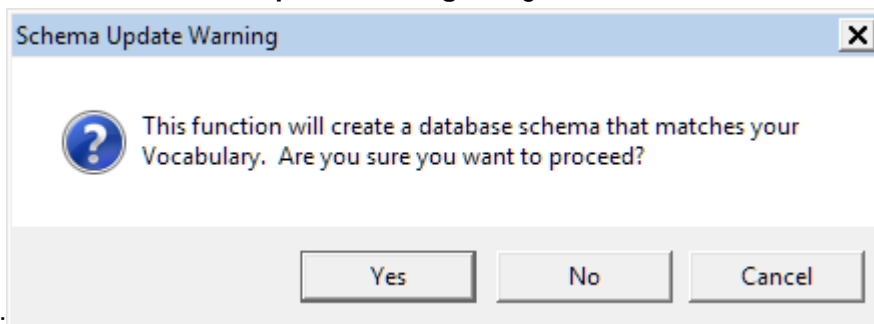 Schema Update Warning
This function will create a database schema that matches your
Vocabulary.  Are you sure you want to proceed?
Yes No Cancel
.